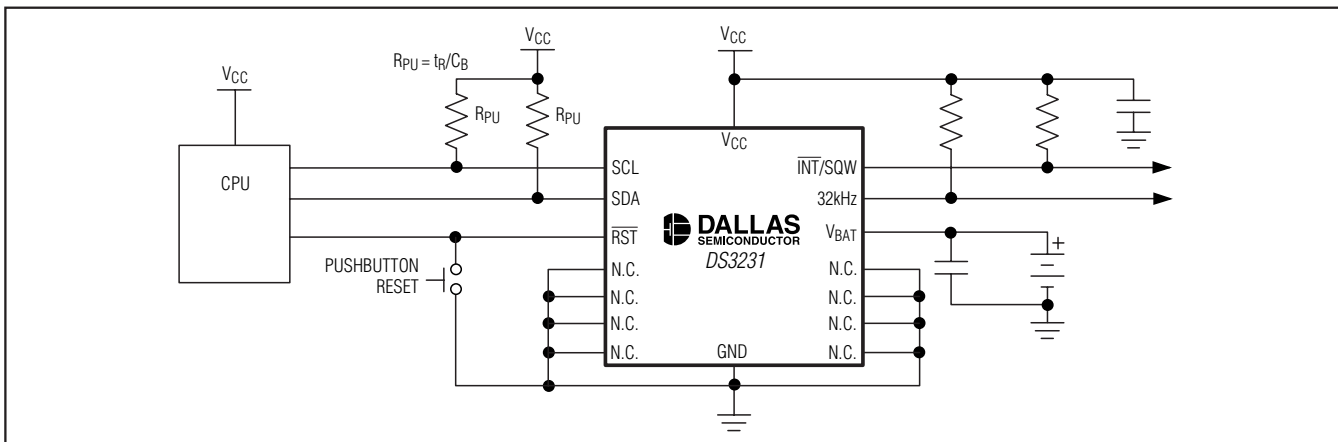 VCC
RPU = tR/CB
VCC
VCC
RPU
RPU
CPU
VCC
SCL
SDA
RST
INT/SQW
32kHz
VBAT
DALLAS
SEMICONDUCTOR
DS3231
PUSHBUTTON
RESET
N.C.
N.C.
N.C.
N.C.
N.C.
N.C.
N.C.
N.C.
GND
+